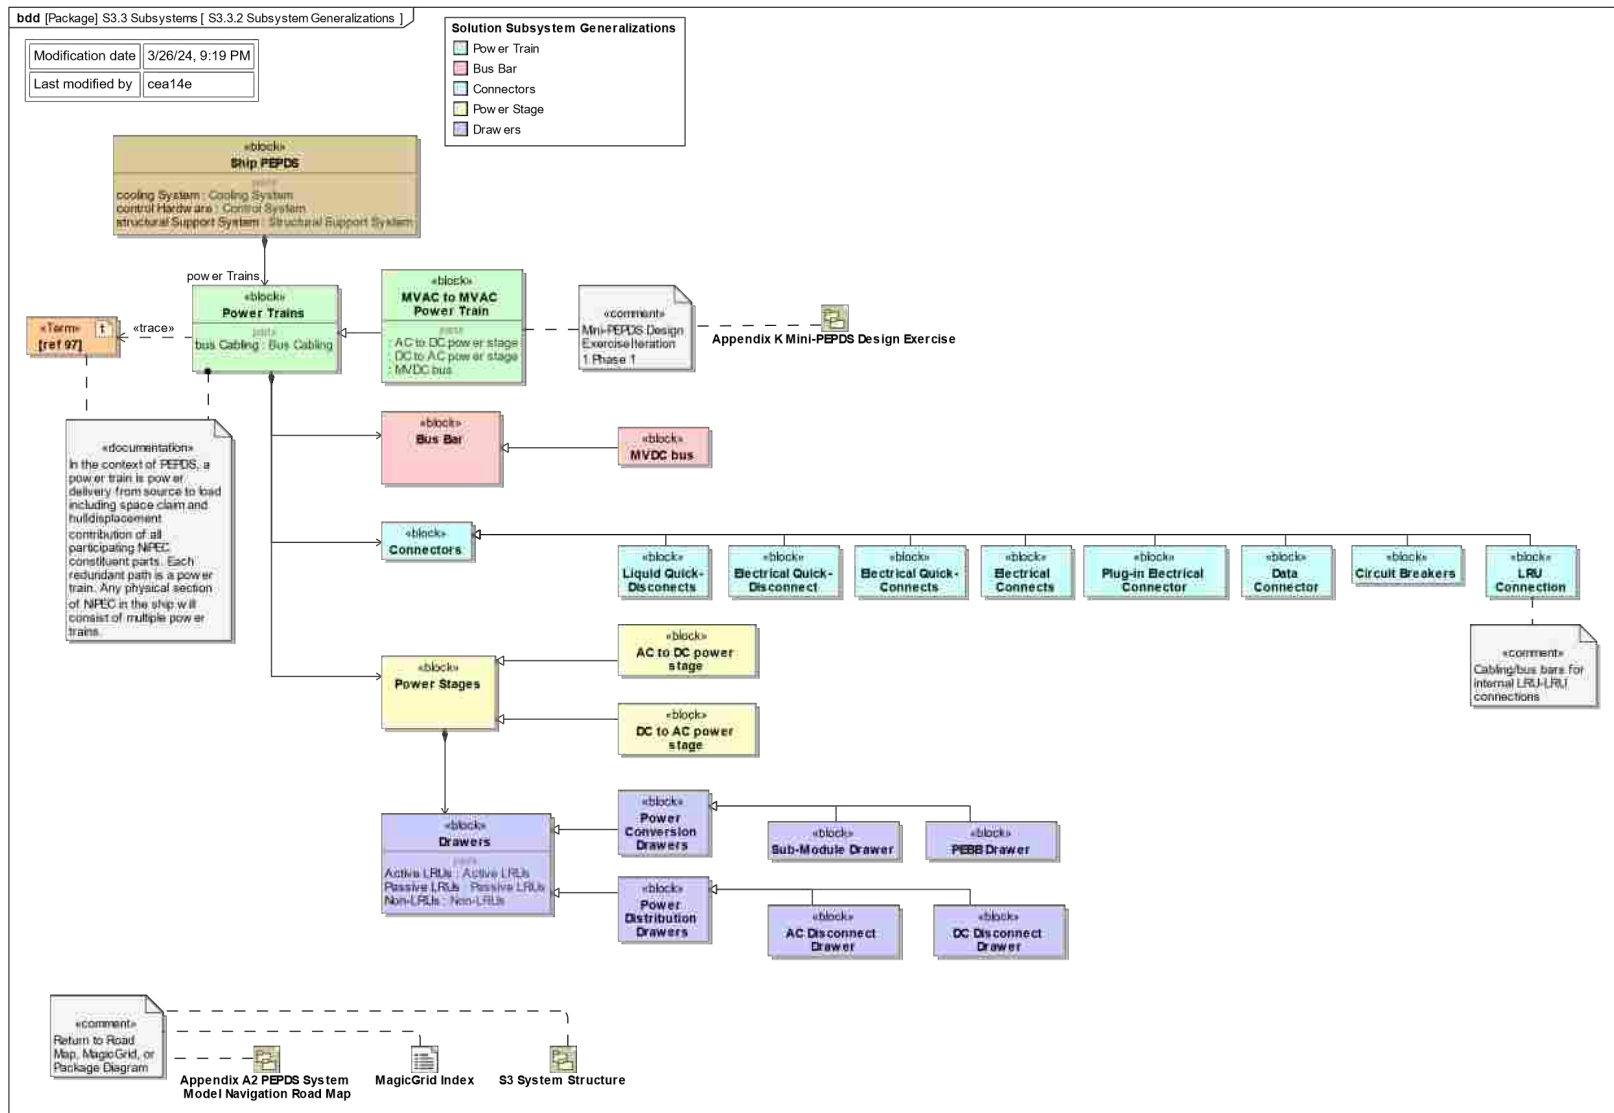 bdd [Package] S3.3 Subsystems [ S3.3.2 Subsystem Generalizations ]
Modification date 3/26/24, 9:19 PM
Last modified by cea14e
Solution Subsystem Generalizations
Power Train
Bus Bar
Connectors
Power Stage
Drawers
«block»
Ship PEPDS
parts
cooling System : Cooling System
control Hardware : Control System
structural Support System : Structural Support System
power Trains
«block»
Power Trains
parts
bus Cabling : Bus Cabling
«block»
MVAC to MVAC
Power Train
parts
: AC to DC power stage
: DC to AC power stage
: MVDC bus
«comment»
Mini-PEPDS Design
Exercise Iteration
1 Phase 1
Appendix K Mini-PEPDS Design Exercise
«Term»
t
[ref 97]
«trace»
«documentation»
In the context of PEPDS, a
power train is power
delivery from source to load
including space claim and
hulldisplacement
contribution of all
participating NiPEC
constituent parts. Each
redundant path is a power
train. Any physical section
of NiPEC in the ship will
consist of multiple power
trains.
«block»
Bus Bar
«block»
MVDC bus
«block»
Connectors
«block»
Liquid Quick-
Disconects
«block»
Electrical Quick-
Disconnect
«block»
Electrical Quick-
Connects
«block»
Electrical
Connects
«block»
Plug-in Electrical
Connector
«block»
Data
Connector
«block»
Circuit Breakers
«block»
LRU
Connection
«comment»
Cabling/bus bars for
internal LRU-LRU
connections
«block»
Power Stages
«block»
AC to DC power
stage
«block»
DC to AC power
stage
«block»
Drawers
parts
Active LRUs : Active LRUs
Passive LRUs : Passive LRUs
Non-LRUs : Non-LRUs
«block»
Power
Conversion
Drawers
«block»
Sub-Module Drawer
«block»
PEBB Drawer
«block»
Power
Distribution
Drawers
«block»
AC Disconnect
Drawer
«block»
DC Disconnect
Drawer
«comment»
Return to Road
Map, MagicGrid, or
Package Diagram
Appendix A2 PEPDS System
Model Navigation Road Map
MagicGrid Index
S3 System Structure